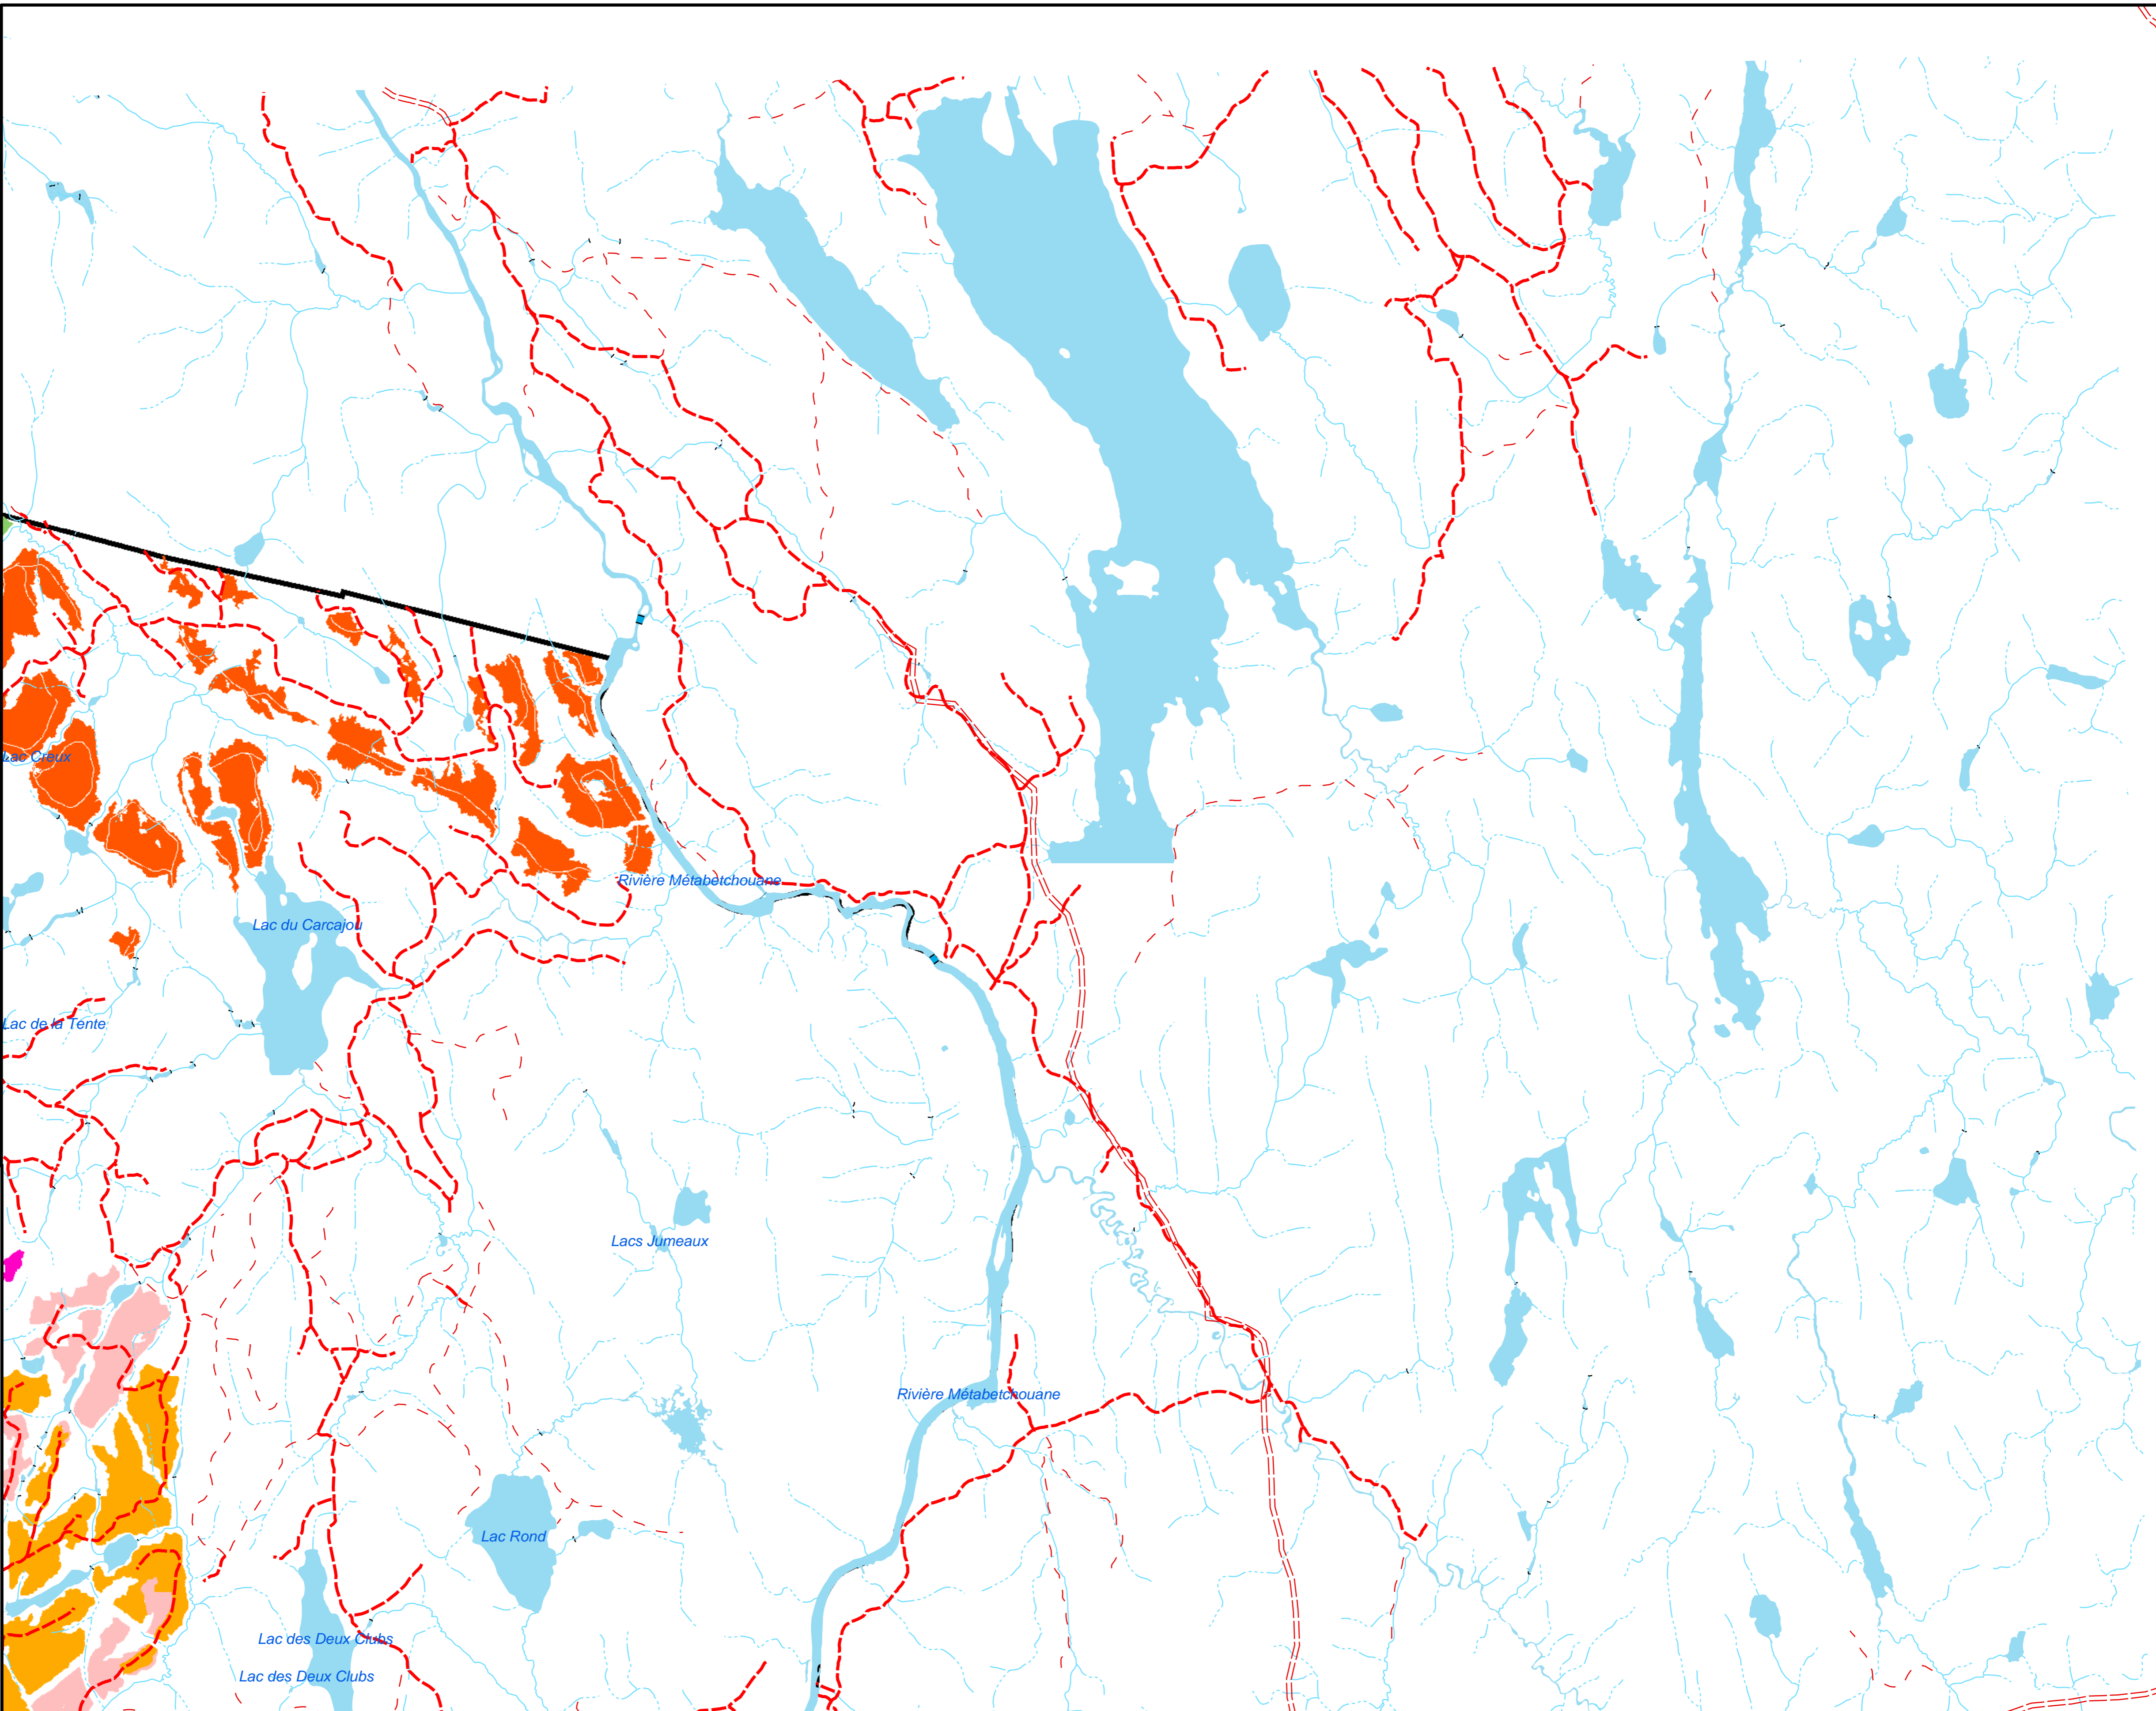 Lac Creux
Rivière Métabetchouane
Lac du Carcajou
Lac de la Tente
Lacs Jumeaux
Rivière Métabetchouane
Lac Rond
Lac des Deux Clubs
Lac des Deux Clubs